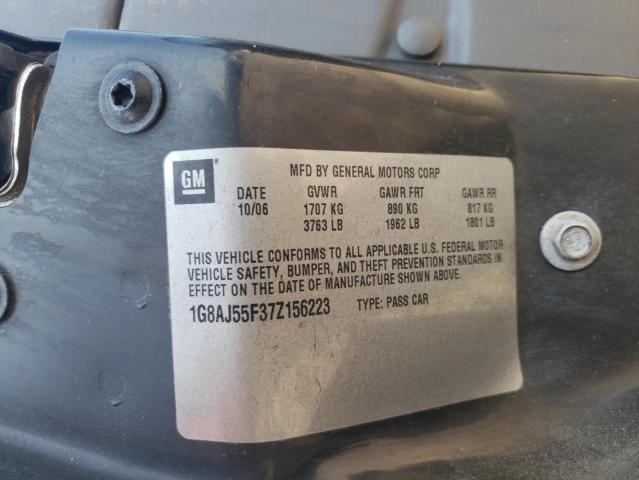 GM
MFD BY GENERAL MOTORS CORP
DATE GVWR GAWR FRT GAWR RR
10/06 1707 KG 890 KG 817 KG
3763 LB 1962 LB 1801 LB
THIS VEHICLE CONFORMS TO ALL APPLICABLE U.S. FEDERAL MOTOR
VEHICLE SAFETY, BUMPER, AND THEFT PREVENTION STANDARDS IN
EFFECT ON THE DATE OF MANUFACTURE SHOWN ABOVE.
1G8AJ55F37Z156223 TYPE: PASS CAR